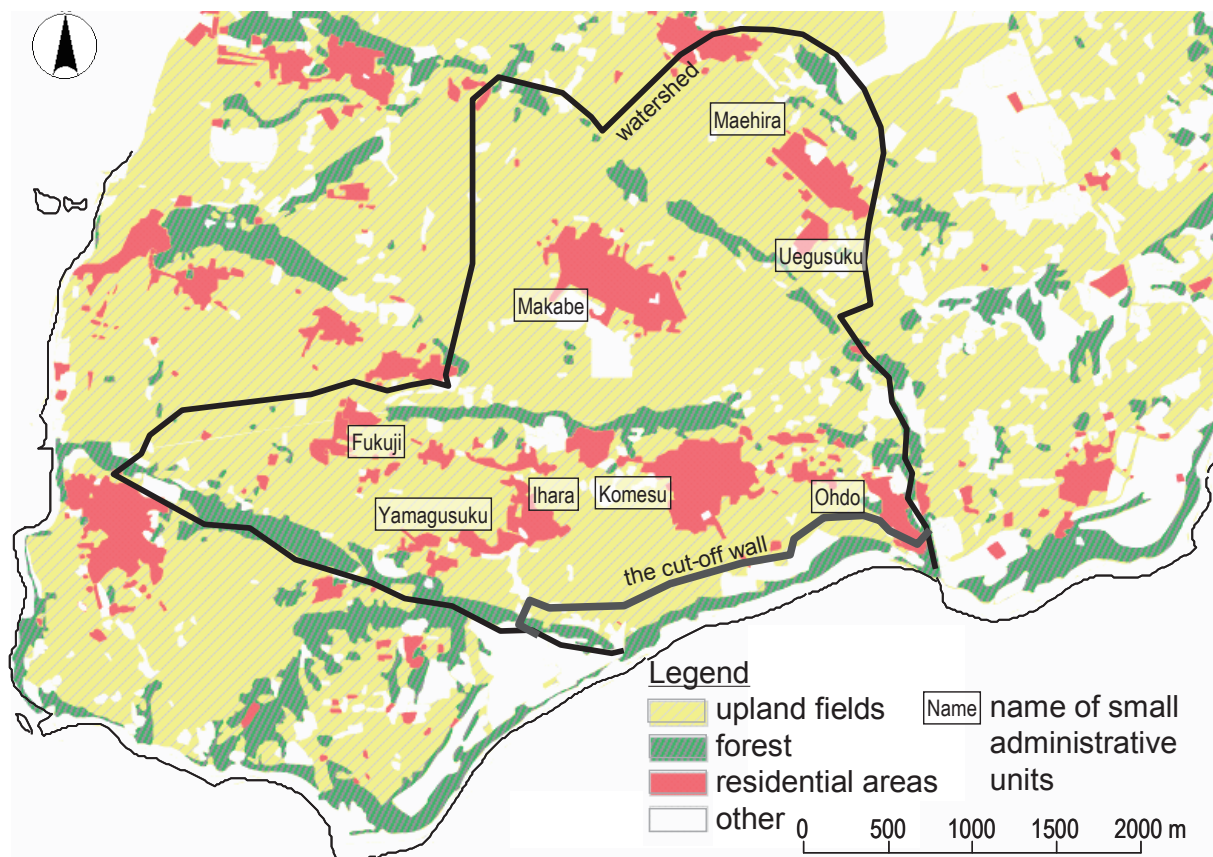 watershed
Maehira
Uegusuku
Makabe
Fukuji
Ihara
Komesu
Ohdo
Yamagusuku
the cut-off wall
Legend
upland fields
forest
residential areas
other
Name name of small
administrative
units
0 500 1000 1500 2000 m